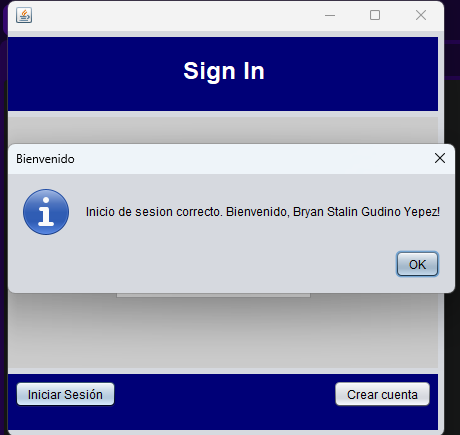 Sign In
Bienvenido
Inicio de sesion correcto. Bienvenido, Bryan Stalin Gudino Yepez!
OK
Iniciar Sesión
Crear cuenta